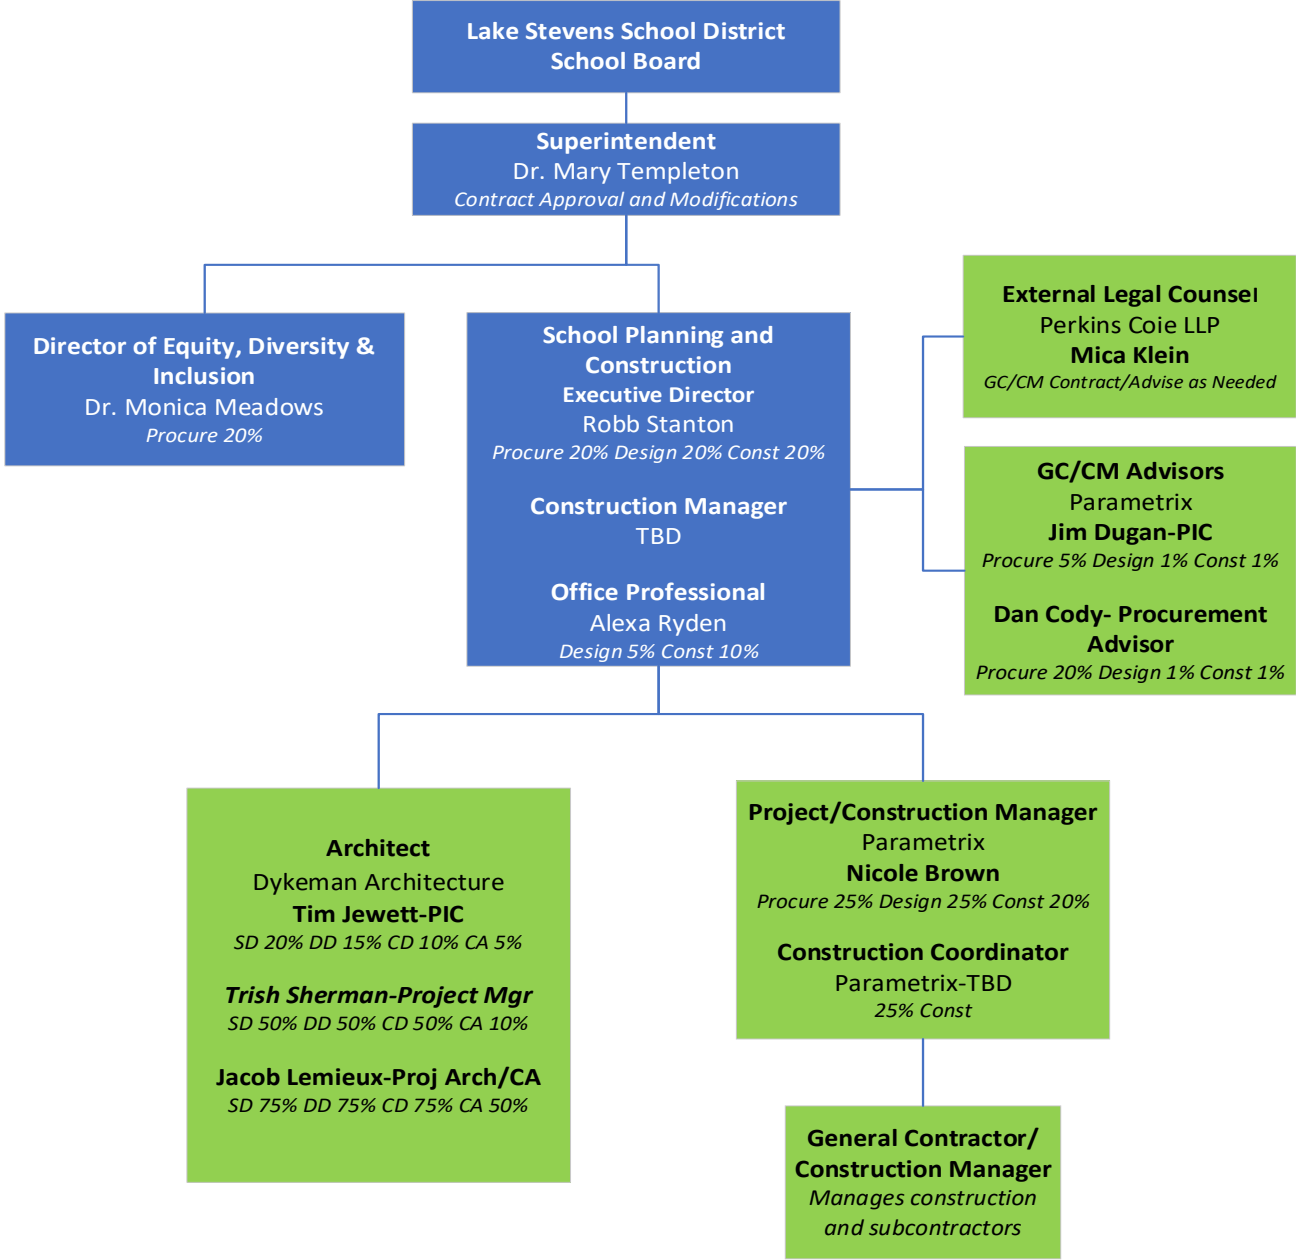 Lake Stevens School District
School Board
Superintendent
Dr. Mary Templeton
Contract Approval and Modifications
Director of Equity, Diversity &
Inclusion
Dr. Monica Meadows
Procure 20%
School Planning and
Construction
Executive Director
Robb Stanton
Procure 20% Design 20% Const 20%
Construction Manager
TBD
Office Professional
Alexa Ryden
Design 5% Const 10%
External Legal Counsel
Perkins Coie LLP
Mica Klein
GC/CM Contract/Advise as Needed
GC/CM Advisors
Parametrix
Jim Dugan-PIC
Procure 5% Design 1% Const 1%
Dan Cody- Procurement
Advisor
Procure 20% Design 1% Const 1%
Architect
Dykeman Architecture
Tim Jewett-PIC
SD 20% DD 15% CD 10% CA 5%
Trish Sherman-Project Mgr
SD 50% DD 50% CD 50% CA 10%
Jacob Lemieux-Proj Arch/CA
SD 75% DD 75% CD 75% CA 50%
Project/Construction Manager
Parametrix
Nicole Brown
Procure 25% Design 25% Const 20%
Construction Coordinator
Parametrix-TBD
25% Const
General Contractor/
Construction Manager
Manages construction
and subcontractors